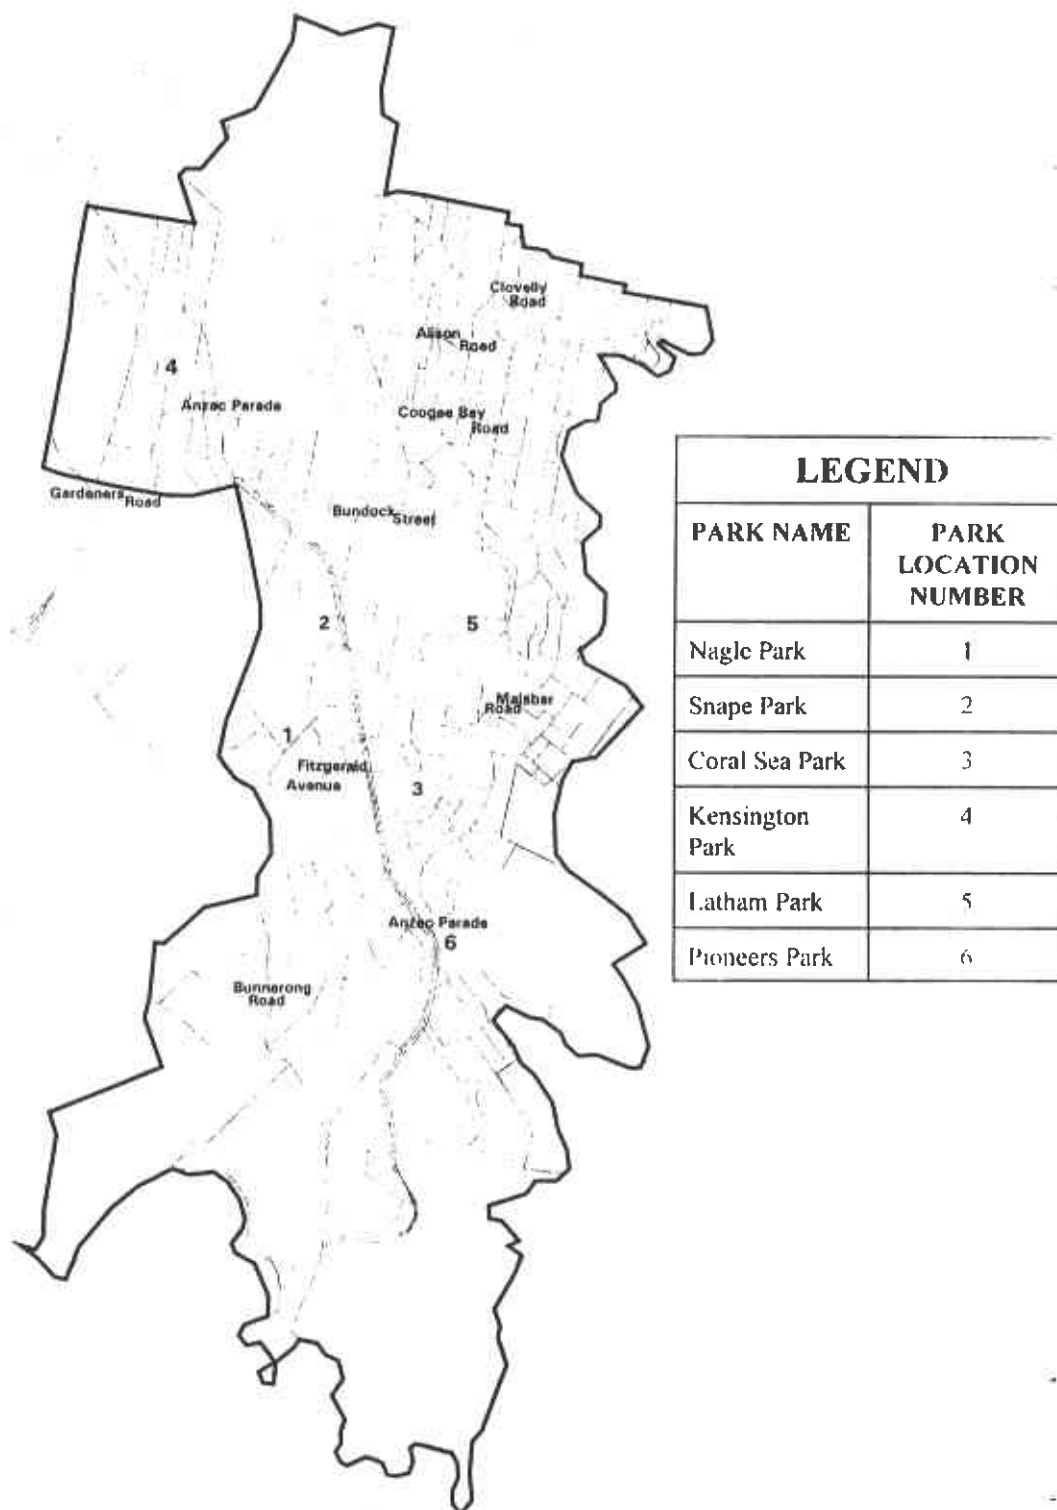 Clovelly
Road
Alison
Road
4
Anzac Parade
Coogee Bay
Road
Gardeners
Road
Bundock
Street
2
5
Malabar
Road
1
Fitzgerald
Avenue
3
Anzac Parade
6
Bunnerong
Road
LEGEND
PARK NAME
PARK
LOCATION
NUMBER
Nagle Park 1
Snape Park 2
Coral Sea Park 3
Kensington 4
Park
Latham Park 5
Pioneers Park 6